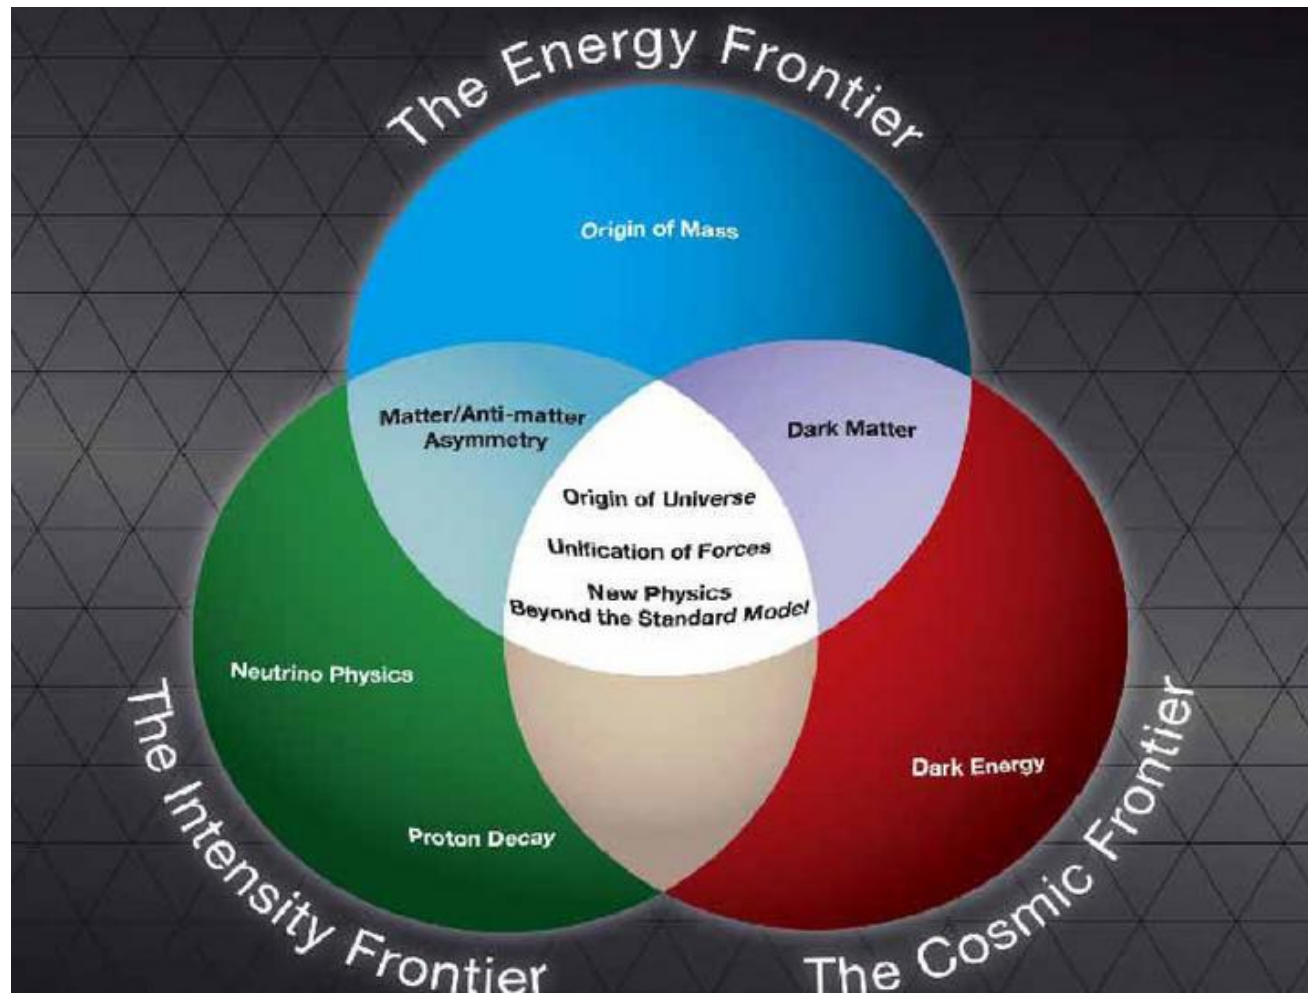 The Energy Frontier
Origin of Mass
Matter/Anti-matter
Asymmetry
Dark Matter
Origin of Universe
Unification of Forces
New Physics
Beyond the Standard Model
Neutrino Physics
Proton Decay
Dark Energy
The Intensity Frontier
The Cosmic Frontier